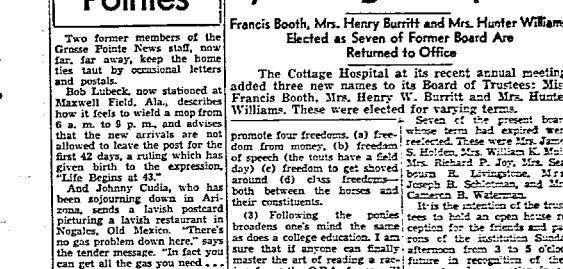 Pointes
Two former members of the
Grosse Pointe News staff, now
far, far away, keep the home
ties taut by occasional letters
and postals.
Bob Lubeck, now stationed at
Maxwell Field, Ala., describes
how it feels to wield a mop from
6 a. m. to 9 p. m., and advises
that the new arrivals are not
allowed to leave the post for the
first 42 days, a ruling which has
given birth to the expression,
"Life Begins at 43."
And Johnny Cudia, who has
been sojourning down in Ari-
zona, sends a lavish postcard
picturing a lavish restaurant in
Nogales, Old Mexico. "There's
no gas problem down here," says
the tender message. "In fact you
can get all the gas you need...
Francis Booth, Mrs. Henry Burritt and Mrs. Hunter William
Elected as Seven of Former Board Are
Returned to Office
The Cottage Hospital at its recent annual meeting
added three new names to its Board of Trustees: Mis
Francis Booth, Mrs. Henry W. Burritt and Mrs. Hunte
Williams. These were elected for varying terms.
promote four freedoms. (a) free-
dom from money, (b) freedom
of speech (the touts have a field
day) (c) freedom to get shoved
around (d) class freedom—
both between the horses and
their constituents.
(3) Following the ponies
broadens one's mind the same
as does a college education. I am
sure that if anyone can finally
master the art of reading a rac-
Seven of the present boar
whose term had expired wer
reelected. These were Mrs. Jame
S. Holden, Mrs. William K. Mui
Mrs. Richard P. Joy, Mrs. Sea
bourn R. Livingstone, Mrs
Joseph B. Schlotman, and Mr
Cameron B. Waterman.
It is the intention of the trus
tees to hold an open house re
ception for the friends and pa
rons of the institution Sunda
afternoon from 3 to 5 o'cloc
future in recognition of the